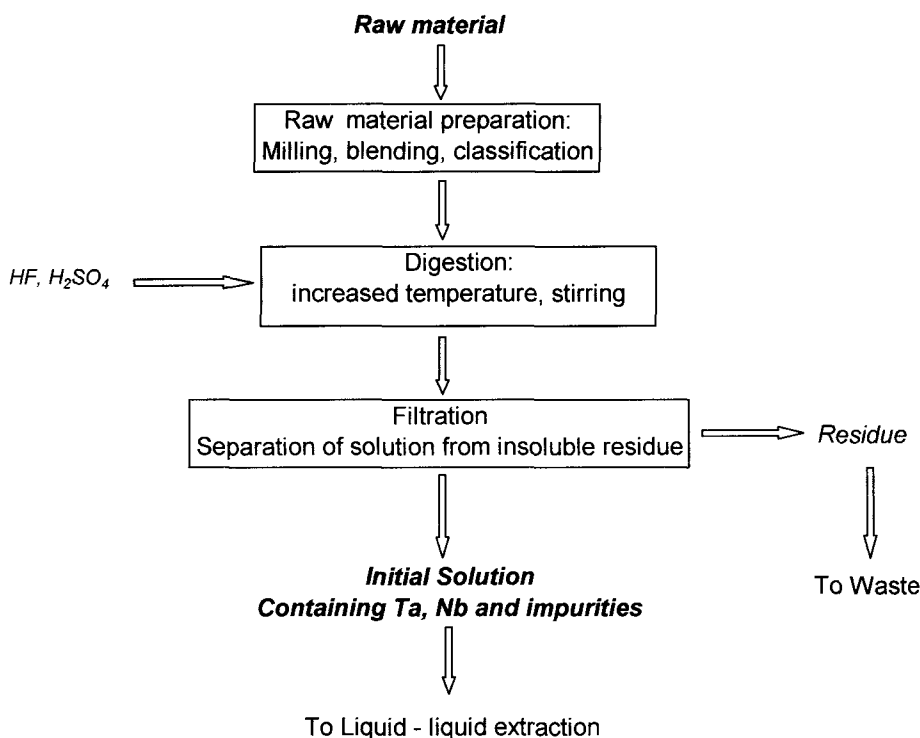 Raw material
Raw material preparation:
Milling, blending, classification
Digestion:
increased temperature, stirring
HF, H₂SO₄
Filtration
Separation of solution from insoluble residue
Residue
Initial Solution
Containing Ta, Nb and impurities
To Waste
To Liquid - liquid extraction